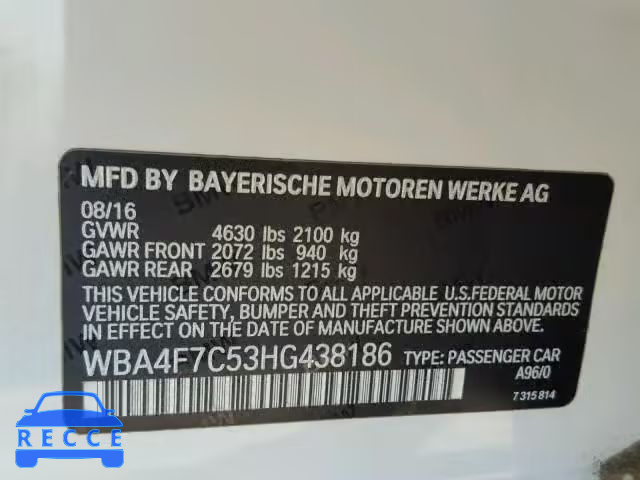 MFD BY BAYERISCHE MOTOREN WERKE AG
08/16
GVWR 4630 lbs 2100 kg
GAWR FRONT 2072 lbs 940 kg
GAWR REAR 2679 lbs 1215 kg
THIS VEHICLE CONFORMS TO ALL APPLICABLE U.S.FEDERAL MOTOR
VEHICLE SAFETY, BUMPER AND THEFT PREVENTION STANDARDS
IN EFFECT ON THE DATE OF MANUFACTURE SHOWN ABOVE.
WBA4F7C53HG438186 TYPE: PASSENGER CAR
A96/0
7 315 814
RECCE